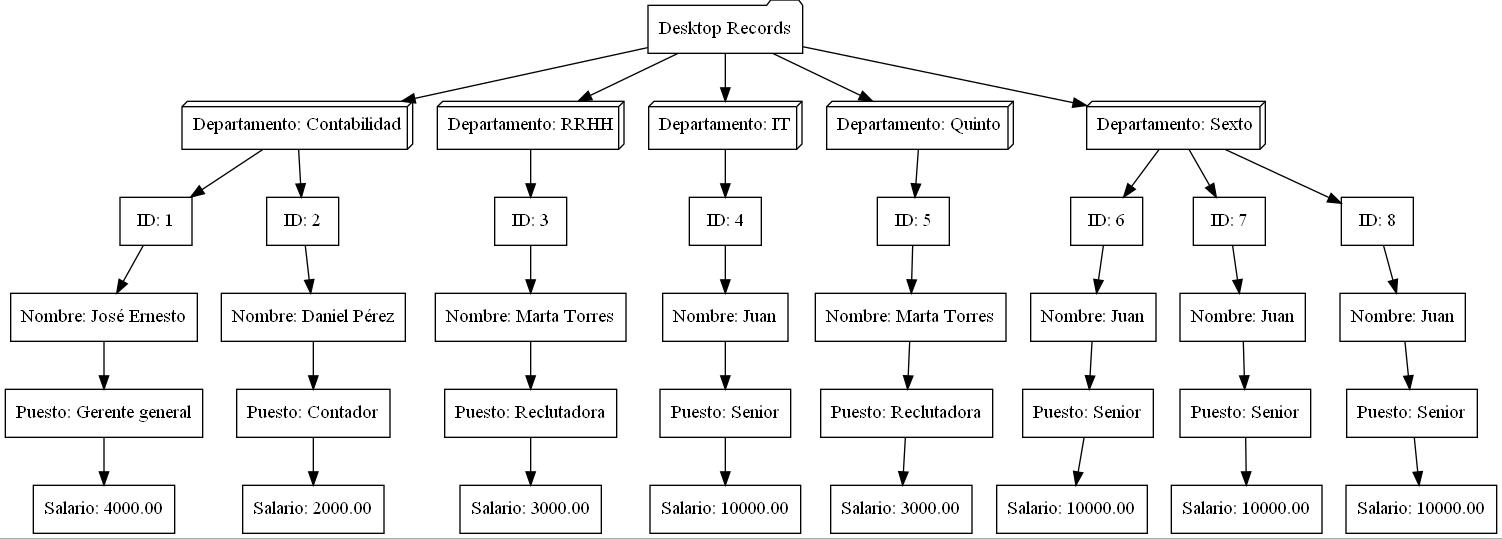 Desktop Records
Departamento: Contabilidad
Departamento: RRHH
Departamento: IT
Departamento: Quinto
Departamento: Sexto
ID: 1
ID: 2
ID: 3
ID: 4
ID: 5
ID: 6
ID: 7
ID: 8
Nombre: José Ernesto
Nombre: Daniel Pérez
Nombre: Marta Torres
Nombre: Juan
Nombre: Marta Torres
Nombre: Juan
Nombre: Juan
Nombre: Juan
Puesto: Gerente general
Puesto: Contador
Puesto: Reclutadora
Puesto: Senior
Puesto: Reclutadora
Puesto: Senior
Puesto: Senior
Puesto: Senior
Salario: 4000.00
Salario: 2000.00
Salario: 3000.00
Salario: 10000.00
Salario: 3000.00
Salario: 10000.00
Salario: 10000.00
Salario: 10000.00